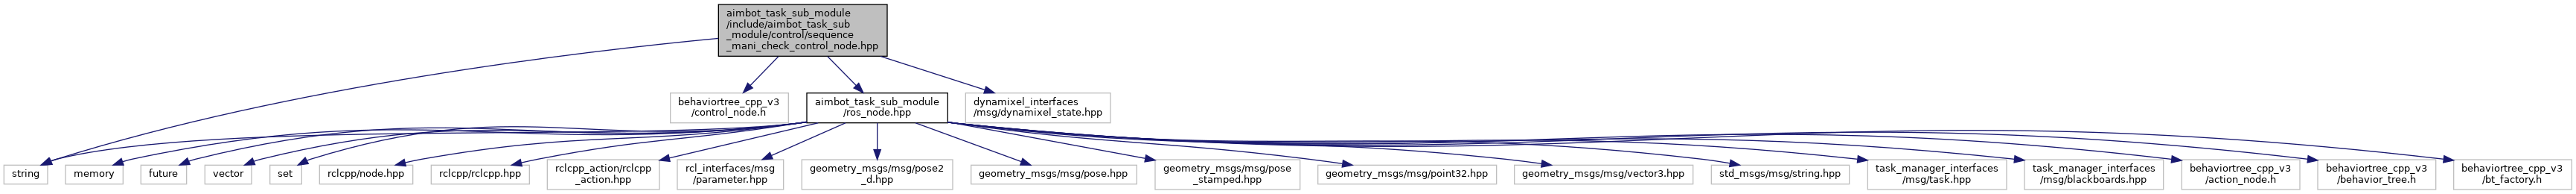 aimbot_task_sub_module
/include/aimbot_task_sub
_module/control/sequence
_mani_check_control_node.hpp
behaviortree_cpp_v3
/control_node.h
aimbot_task_sub_module
/ros_node.hpp
dynamixel_interfaces
/msg/dynamixel_state.hpp
string
memory
future
vector
set
rclcpp/node.hpp
rclcpp/rclcpp.hpp
rclcpp_action/rclcpp
_action.hpp
rcl_interfaces/msg
/parameter.hpp
geometry_msgs/msg/pose2
_d.hpp
geometry_msgs/msg/pose.hpp
geometry_msgs/msg/pose
_stamped.hpp
geometry_msgs/msg/point32.hpp
geometry_msgs/msg/vector3.hpp
std_msgs/msg/string.hpp
task_manager_interfaces
/msg/task.hpp
task_manager_interfaces
/msg/blackboards.hpp
behaviortree_cpp_v3
/action_node.h
behaviortree_cpp_v3
/behavior_tree.h
behaviortree_cpp_v3
/bt_factory.h